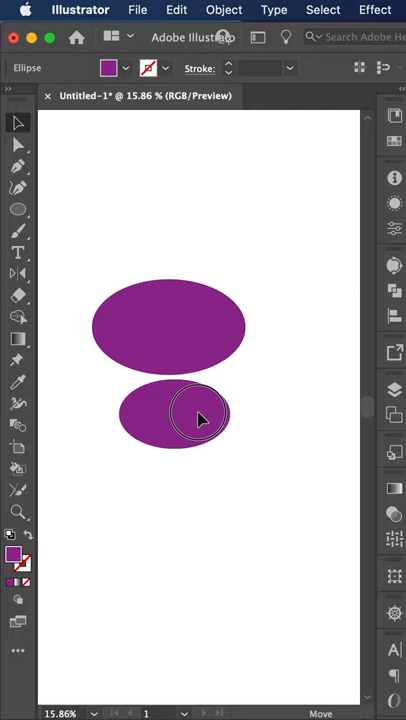 Illustrator File Edit Object Type Select Effect
Adobe Illustrator
Search Adobe He
Ellipse Stroke:
× Untitled-1* @ 15.86 % (RGB/Preview)
15.86% 1 Move